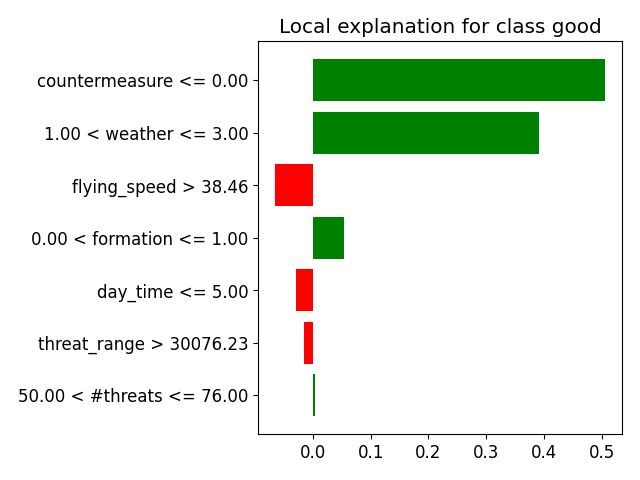 Local explanation for class good
countermeasure <= 0.00
1.00 < weather <= 3.00
flying_speed > 38.46
0.00 < formation <= 1.00
day_time <= 5.00
threat_range > 30076.23
50.00 < #threats <= 76.00
0.0 0.1 0.2 0.3 0.4 0.5